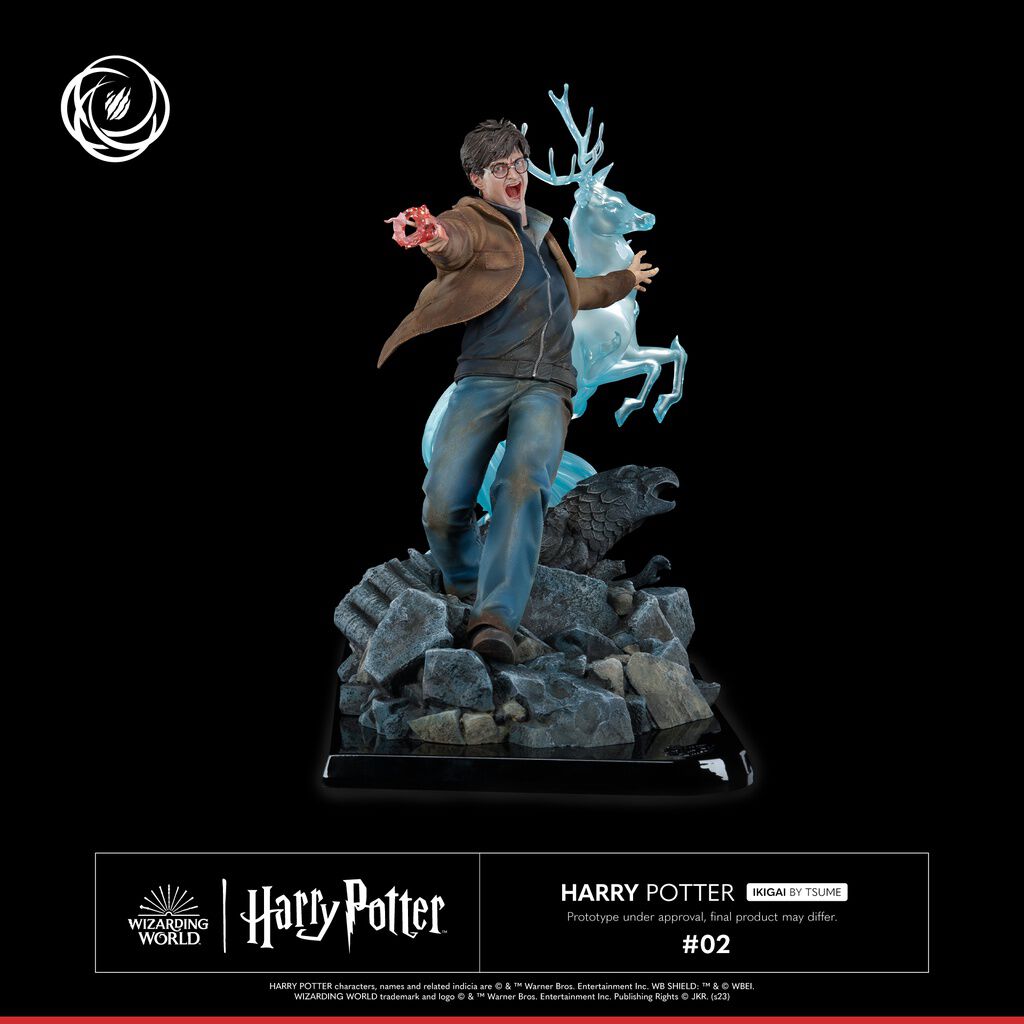 WIZARDING
WORLD
Harry Potter
HARRY POTTER IKIGAI BY TSUME
Prototype under approval, final product may differ.
#02
HARRY POTTER characters, names and related indicia are © & ™ Warner Bros. Entertainment Inc. WB SHIELD: ™ & © WBEI.
WIZARDING WORLD trademark and logo © & ™ Warner Bros. Entertainment Inc. Publishing Rights © JKR. (s23)